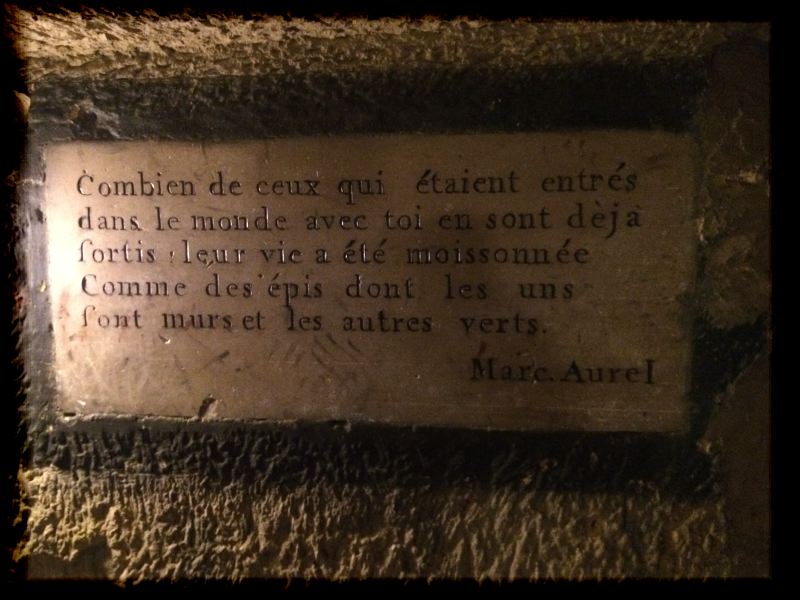 Combien de ceux qui étaient entrés
dans le monde avec toi en sont dèjà
ſortis ; leur vie a été moissonnée
Comme des épis dont les uns
ſont murs et les autres verts.
Marc. Aurel